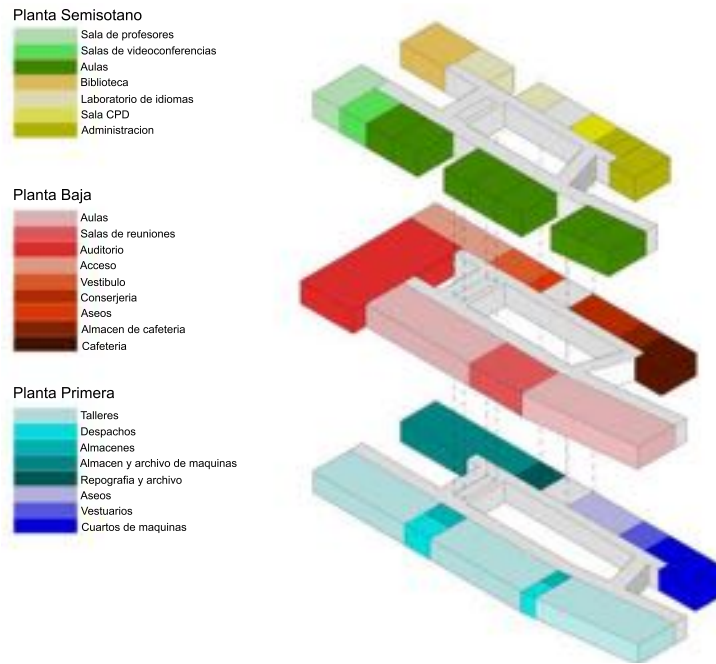 Planta Semisotano
Sala de profesores
Salas de videoconferencias
Aulas
Biblioteca
Laboratorio de idiomas
Sala CPD
Administracion
Planta Baja
Aulas
Salas de reuniones
Auditorio
Acceso
Vestibulo
Conserjeria
Aseos
Almacen de cafeteria
Cafeteria
Planta Primera
Talleres
Despachos
Almacenes
Almacen y archivo de maquinas
Repografia y archivo
Aseos
Vestuarios
Cuartos de maquinas